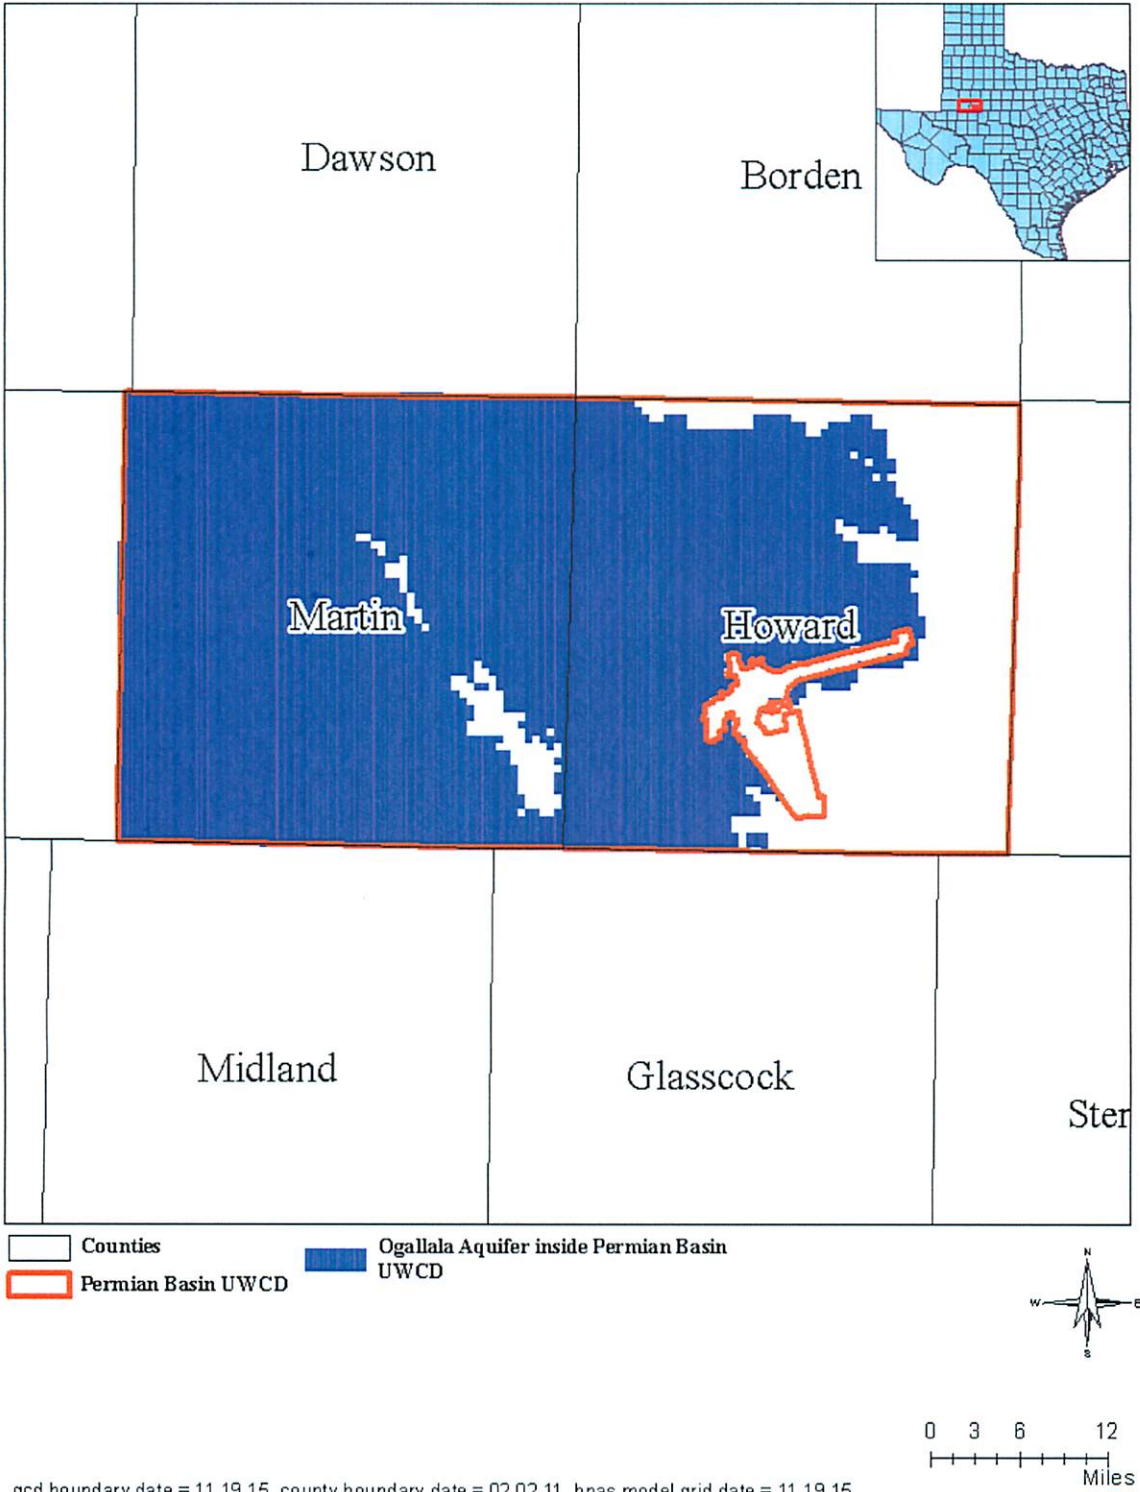 Dawson
Borden
Martin
Howard
Midland
Glasscock
Ster
Counties
Permian Basin UWCD
Ogallala Aquifer inside Permian Basin
UWCD
N
W
E
S
0 3 6 12
Miles
gcd boundary date = 11.19.15, county boundary date = 02.02.11, hpas model grid date = 11.19.15